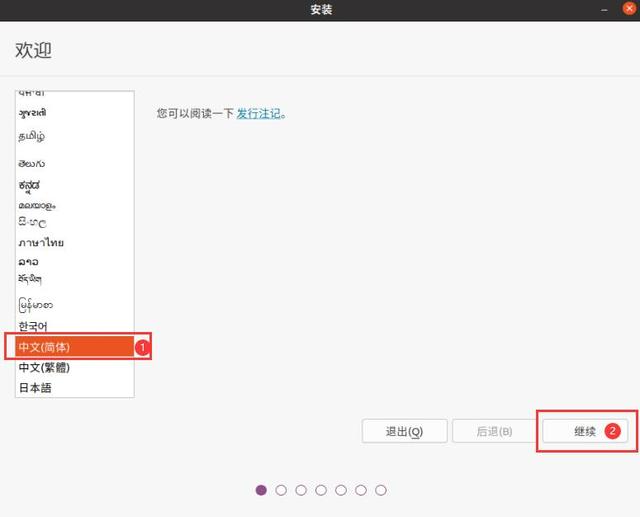 安装
欢迎
ગુજરાતી
தமிழ்
తెలుగు
ಕನ್ನಡ
മലയാളം
සිංහල
ภาษาไทย
ລາວ
རྫོང་ཁ
မြန်မာစာ
한국어
中文(简体)
1
中文(繁體)
日本語
您可以阅读一下 发行注记。
退出(Q)
后退(B)
继续
2